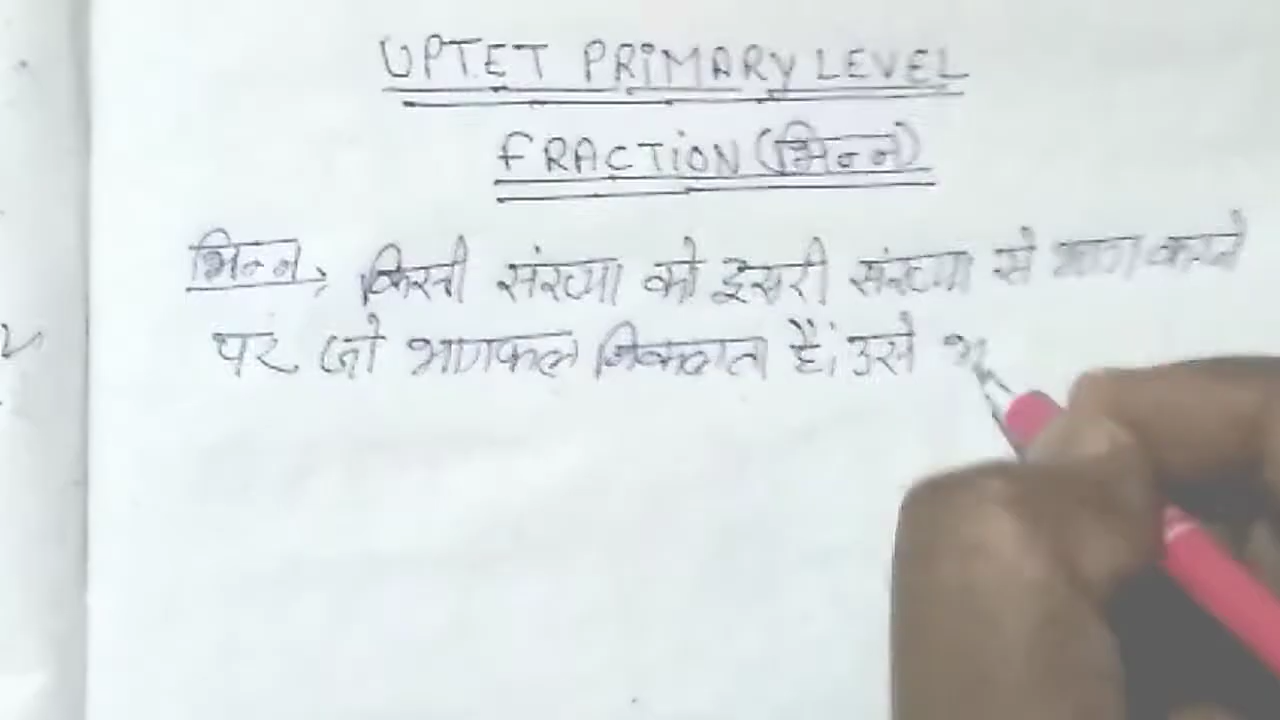 UPTET PRIMARY LEVEL
FRACTION (भिन्न)
भिन्न, किसी संख्या को दूसरी संख्या से भाग करने
पर जो भागफल निकलता है; उसे